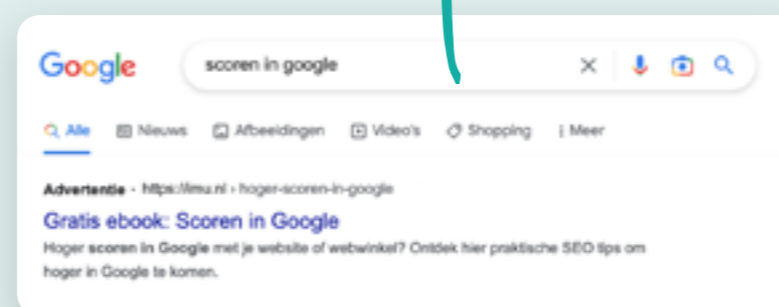 Google
scoren in google
Alle Nieuws Afbeeldingen Video's Shopping Meer
Advertentie · https://imu.nl › hoger-scoren-in-google
Gratis ebook: Scoren in Google
Hoger scoren in Google met je website of webwinkel? Ontdek hier praktische SEO tips om
hoger in Google te komen.